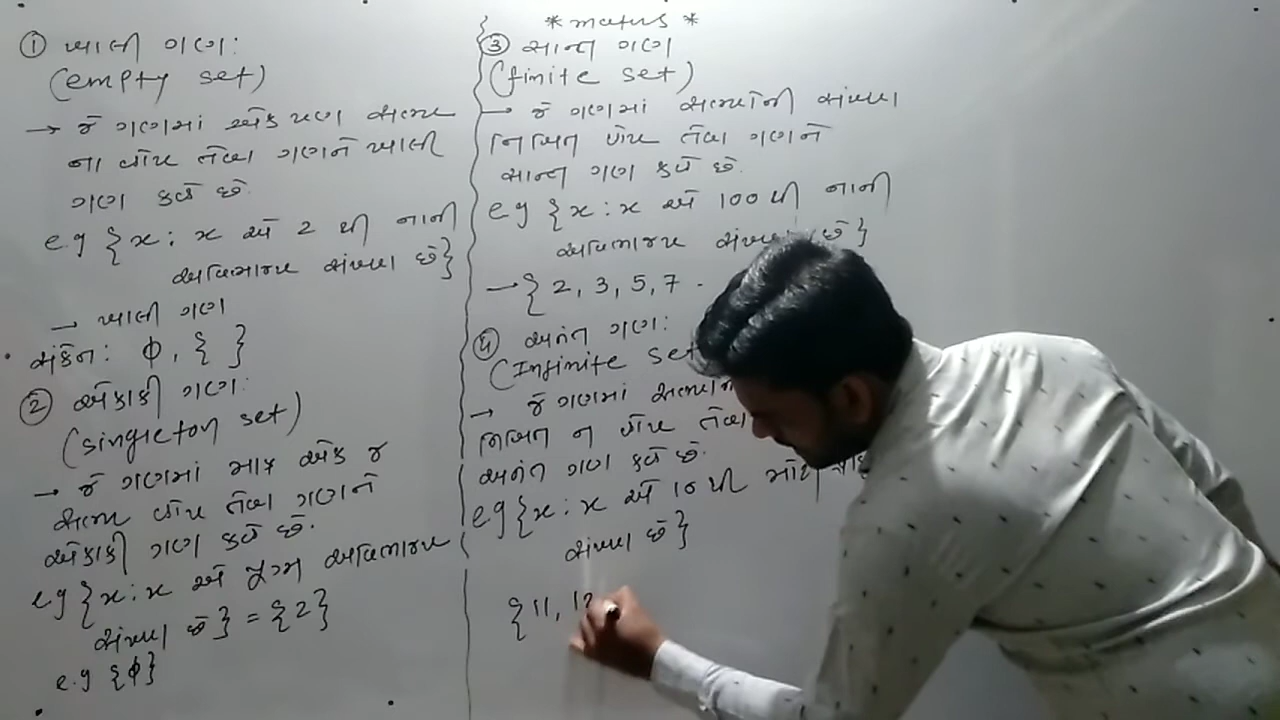 * maths *
① ખાલી ગણ:
(empty set)
→ જે ગણમાં એક પણ સભ્ય
ના હોય તેવા ગણને ખાલી
ગણ કહે છે.
e.g {x : x એ 2 થી નાની
અવિભાજ્ય સંખ્યા છે}
→ ખાલી ગણ
સંકેત: ϕ, { }
② એકાકી ગણ:
(singleton set)
→ જે ગણમાં માત્ર એક જ
સભ્ય હોય તેવા ગણને
એકાકી ગણ કહે છે.
e.g {x : x એ યુગ્મ અવિભાજ્ય
સંખ્યા છે} = {2}
e.g {ϕ}
③ સાન્ત ગણ
(finite set)
→ જે ગણમાં સભ્યોની સંખ્યા
નિશ્ચિત હોય તેવા ગણને
સાન્ત ગણ કહે છે.
e.g {x : x એ 100 થી નાની
અવિભાજ્ય સંખ્યા છે}
→ { 2, 3, 5, 7
④ અનંત ગણ:
(Infinite set
→ જે ગણમાં
નિશ્ચિત ન હોય તેવા
અનંત ગણ કહે છે.
e.g {x : x એ 10 થી મોટી
સંખ્યા છે}
{11, 12